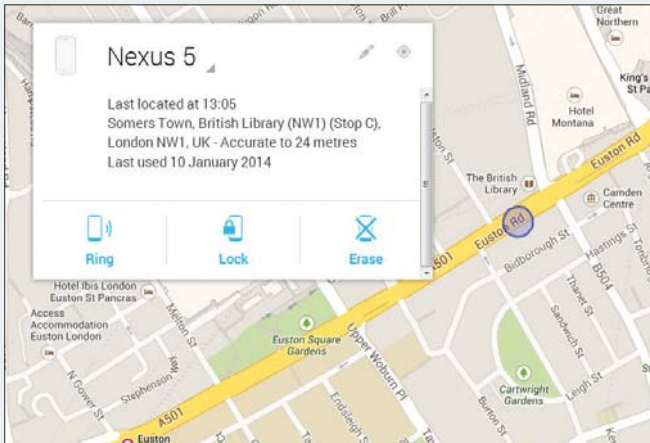 Nexus 5
Last located at 13:05
Somers Town, British Library (NW1) (Stop C),
London NW1, UK - Accurate to 24 metres
Last used 10 January 2014
Ring
Lock
Erase
Great
Northern
Midland Rd
King's
St Pa
Hotel
Montana
Euston Rd
The British
Library
Camden
Centre
Euston Rd
A501
Bidborough St
Hastings St
Tonbri
B504
Thanet St
Sandwich St
Leigh St
Hotel Ibis London
Euston St Pancras
Access
Accommodation
Euston London
Melton St
Euston Square
Gardens
Upper Woburn Pl
Cartwright
Gardens
Burton St
Endsleigh St
Stephenson
N Gower St
A501
Euston